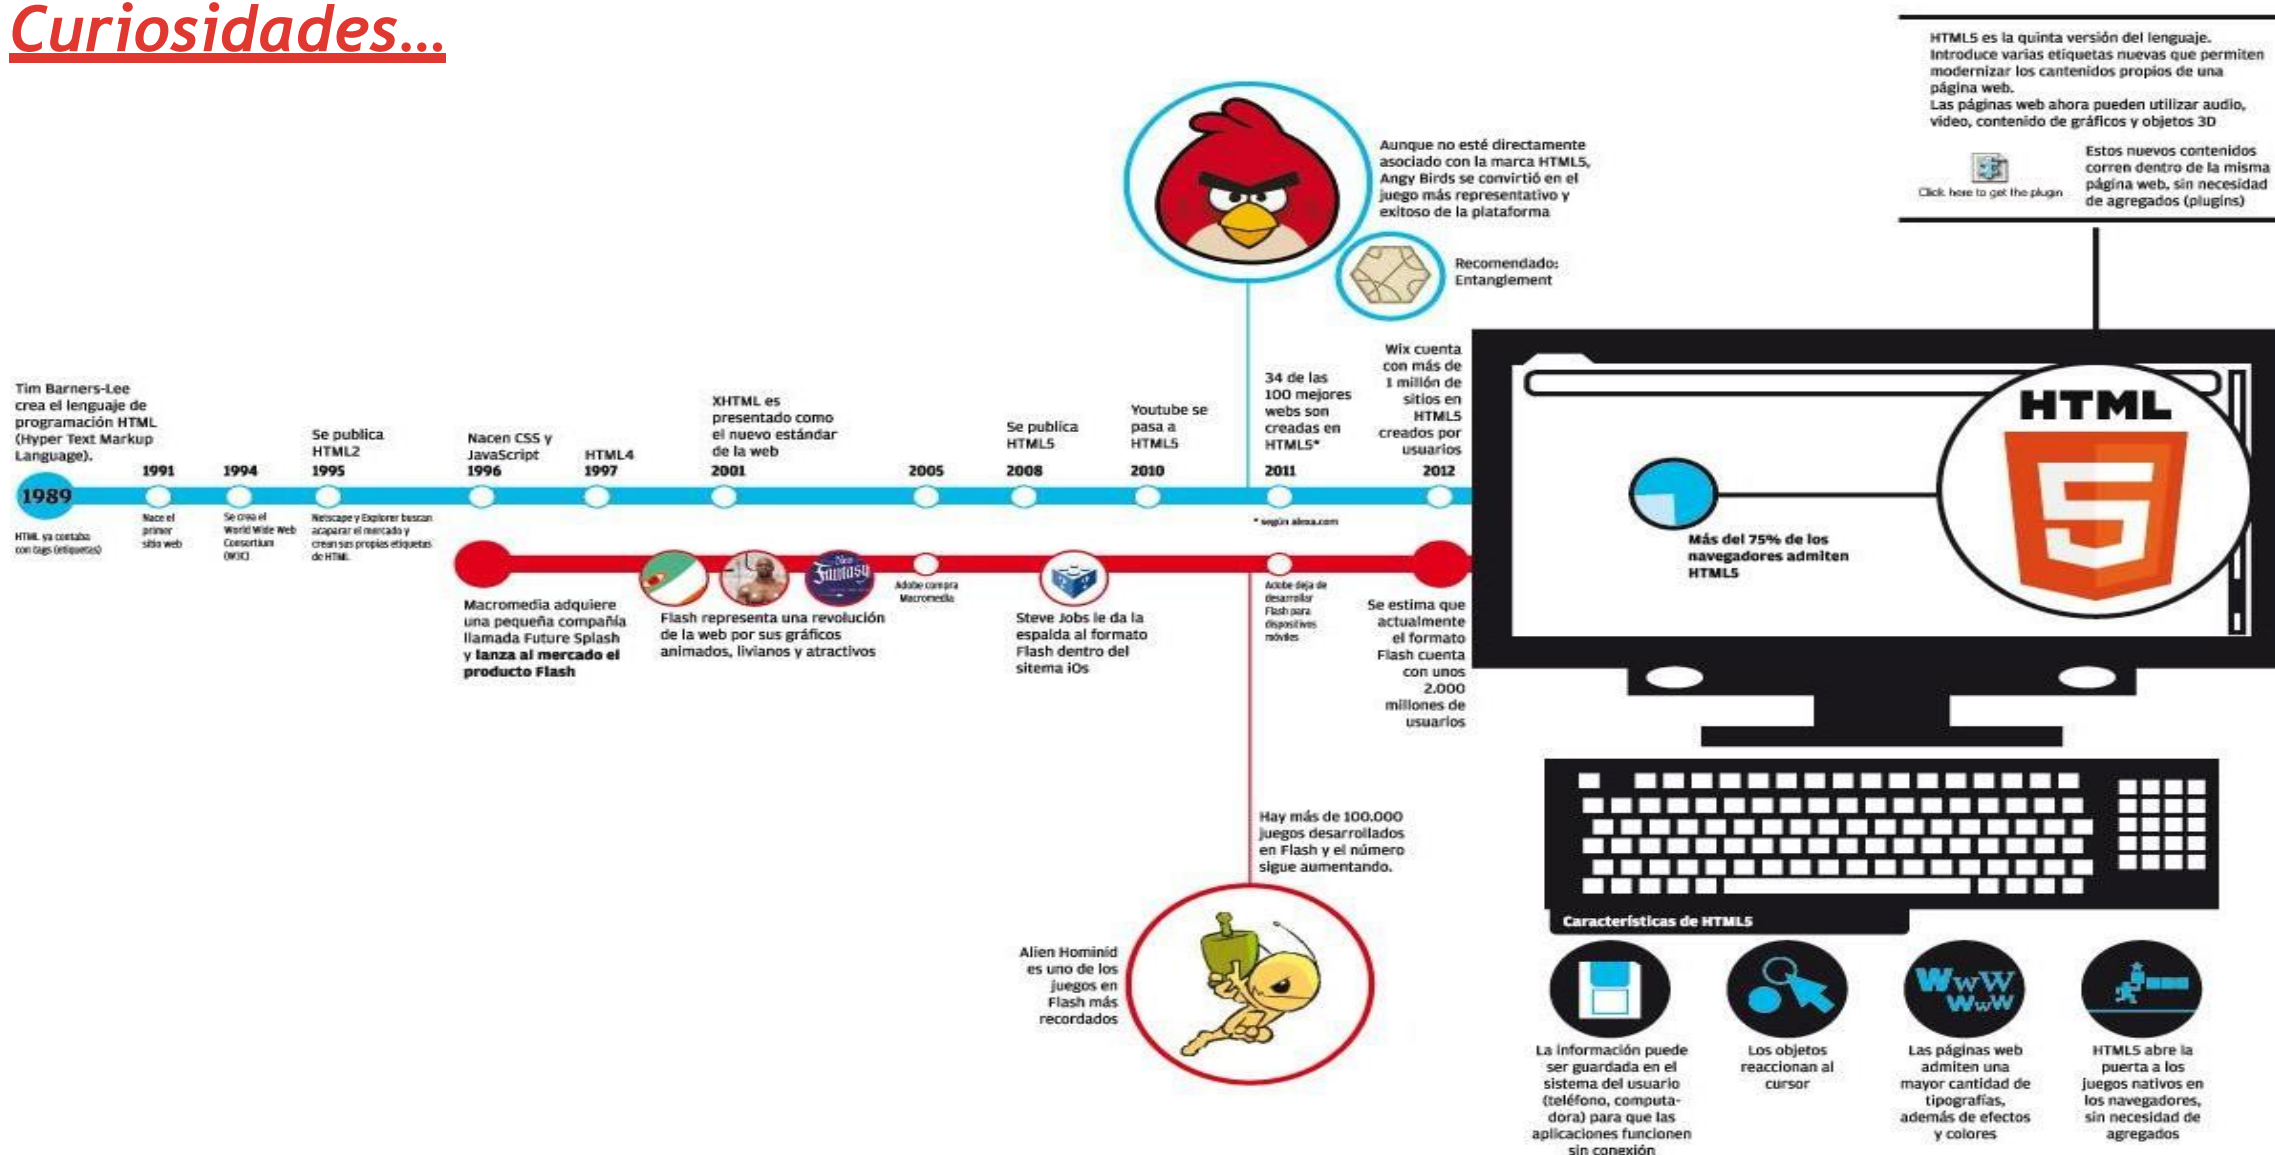 Curiosidades...
HTML5 es la quinta versión del lenguaje.
Introduce varias etiquetas nuevas que permiten
modernizar los cantenidos propios de una
página web.
Las páginas web ahora pueden utilizar audio,
video, contenido de gráficos y objetos 3D
Click here to get the plugin
Estos nuevos contenidos
corren dentro de la misma
página web, sin necesidad
de agregados (plugins)
Aunque no esté directamente
asociado con la marca HTML5,
Angy Birds se convirtió en el
juego más representativo y
exitoso de la plataforma
Recomendado:
Entanglement
Tim Barners-Lee
crea el lenguaje de
programación HTML
(Hyper Text Markup
Language).
1989
HTML ya contaba
con tags (etiquetas)
1991
Nace el
primer
sitio web
1994
Se crea el
World Wide Web
Consortium
(W3C)
Se publica
HTML2
1995
Netscape y Explorer buscan
acaparar el mercado y
crean sus propias etiquetas
de HTML
Nacen CSS y
JavaScript
1996
HTML4
1997
XHTML es
presentado como
el nuevo estándar
de la web
2001
2005
Se publica
HTML5
2008
Youtube se
pasa a
HTML5
2010
34 de las
100 mejores
webs son
creadas en
HTML5*
2011
* según alexa.com
Wix cuenta
con más de
1 millón de
sitios en
HTML5
creados por
usuarios
2012
Macromedia adquiere
una pequeña compañía
llamada Future Splash
y lanza al mercado el
producto Flash
Fantasy
Flash representa una revolución
de la web por sus gráficos
animados, livianos y atractivos
Adobe compra
Macromedia
Steve Jobs le da la
espalda al formato
Flash dentro del
sitema iOs
Adobe deja de
desarrollar
Flash para
dispositivos
móviles
Se estima que
actualmente
el formato
Flash cuenta
con unos
2.000
millones de
usuarios
HTML
5
Más del 75% de los
navegadores admiten
HTML5
Hay más de 100.000
juegos desarrollados
en Flash y el número
sigue aumentando.
Alien Hominid
es uno de los
juegos en
Flash más
recordados
Características de HTML5
La información puede
ser guardada en el
sistema del usuario
(teléfono, computa-
dora) para que las
aplicaciones funcionen
sin conexión
Los objetos
reaccionan al
cursor
WwW
WwW
Las páginas web
admiten una
mayor cantidad de
tipografías,
además de efectos
y colores
HTML5 abre la
puerta a los
juegos nativos en
los navegadores,
sin necesidad de
agregados